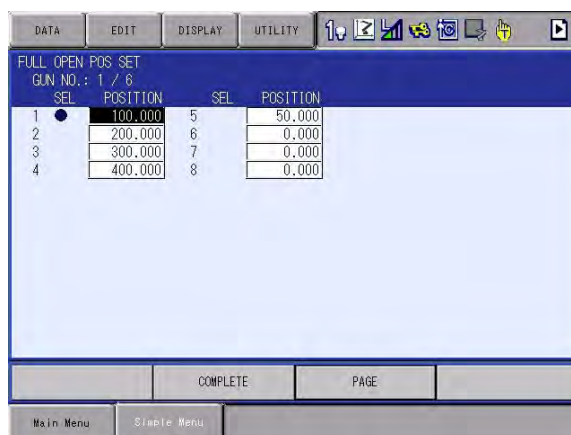 DATA EDIT DISPLAY UTILITY
FULL OPEN POS SET
GUN NO.: 1 / 6
SEL POSITION SEL POSITION
1 ● 100.000 5 50.000
2 200.000 6 0.000
3 300.000 7 0.000
4 400.000 8 0.000
COMPLETE PAGE
Main Menu Simple Menu